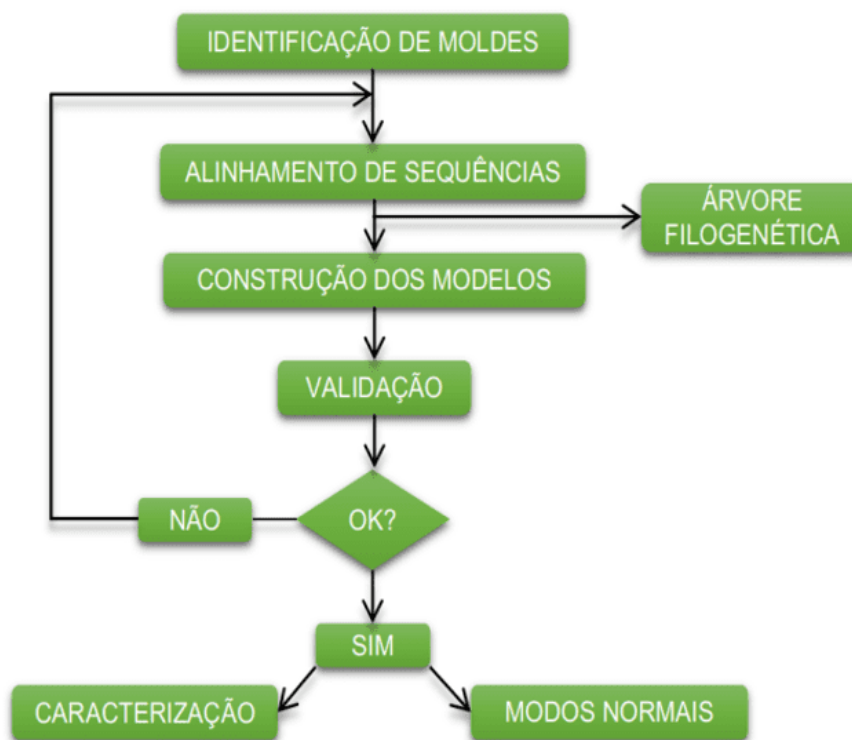 IDENTIFICAÇÃO DE MOLDES
ALINHAMENTO DE SEQUÊNCIAS
ÁRVORE
FILOGENÉTICA
CONSTRUÇÃO DOS MODELOS
VALIDAÇÃO
NÃO
OK?
SIM
CARACTERIZAÇÃO
MODOS NORMAIS